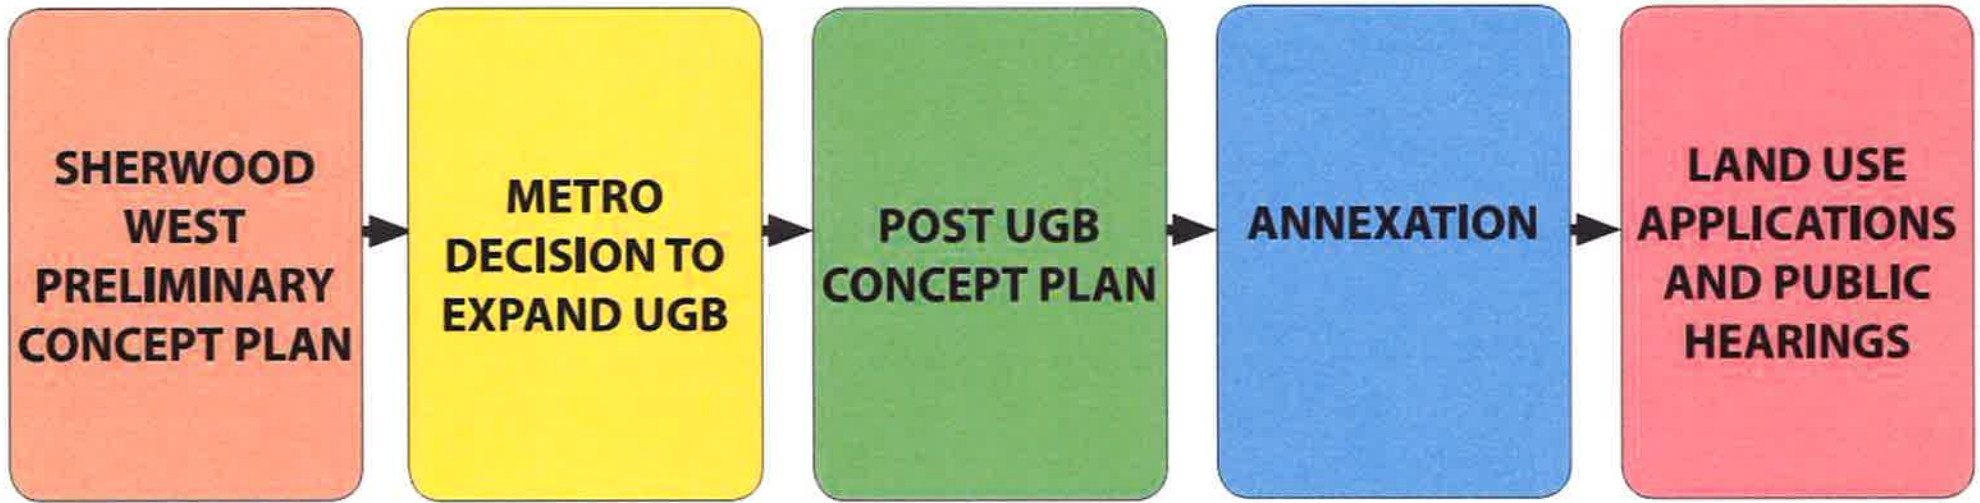 SHERWOOD
WEST
PRELIMINARY
CONCEPT PLAN
METRO
DECISION TO
EXPAND UGB
POST UGB
CONCEPT PLAN
ANNEXATION
LAND USE
APPLICATIONS
AND PUBLIC
HEARINGS